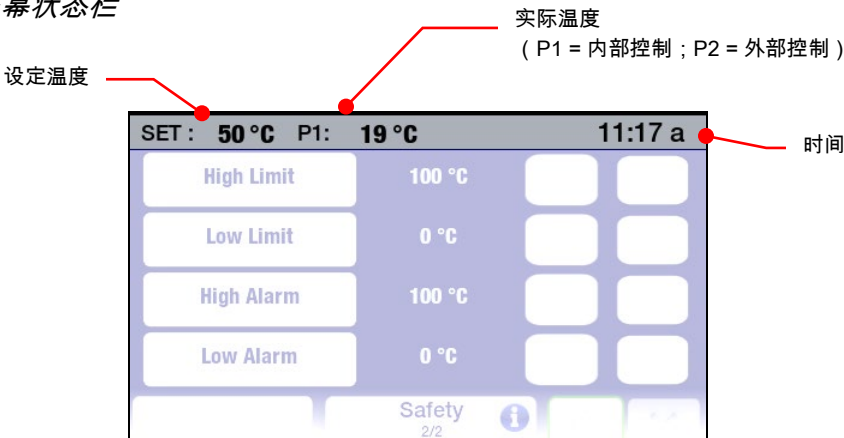 幕状态栏
实际温度
（P1 = 内部控制；P2 = 外部控制）
设定温度
SET : 50 °C P1: 19 °C 11:17 a
时间
High Limit 100 °C
Low Limit 0 °C
High Alarm 100 °C
Low Alarm 0 °C
Safety
2/2